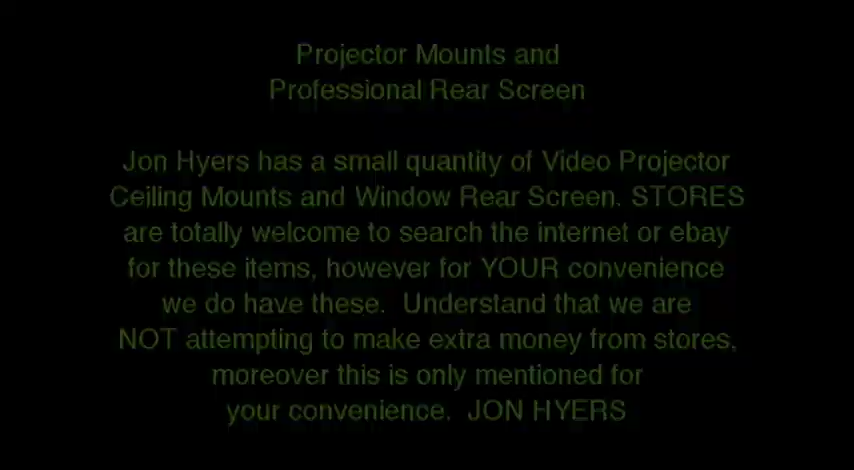 Projector Mounts and
Professional Rear Screen
Jon Hyers has a small quantity of Video Projector
Ceiling Mounts and Window Rear Screen. STORES
are totally welcome to search the internet or ebay
for these items, however for YOUR convenience
we do have these.  Understand that we are
NOT attempting to make extra money from stores,
moreover this is only mentioned for
your convenience.  JON HYERS